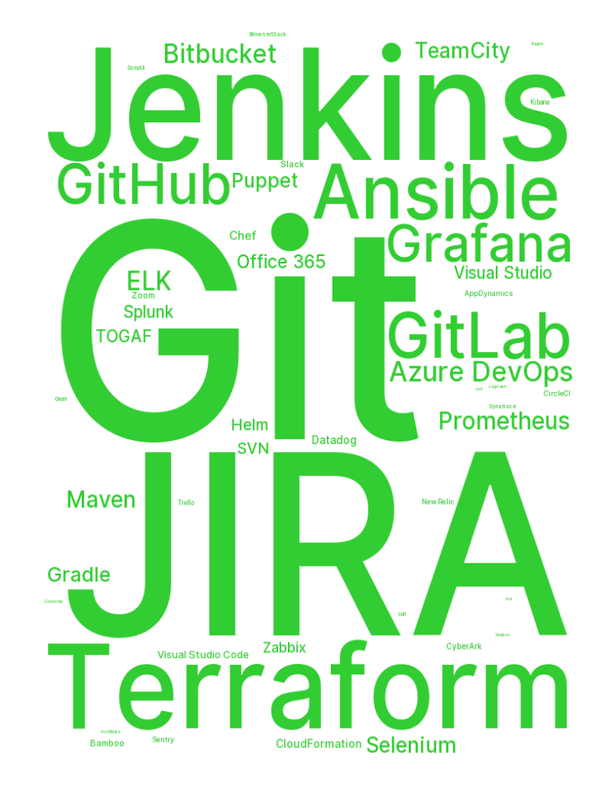 BrowserStack
Bitbucket
TeamCity
SoapUI
Jenkins
Kibana
Slack
GitHub
Puppet
Ansible
Chef
Git
Grafana
Office 365
Visual Studio
ELK
Zoom
AppDynamics
Splunk
TOGAF
GitLab
Azure DevOps
CircleCI
Dynatrace
Prometheus
Helm
Datadog
SVN
JIRA
Maven
Trello
New Relic
Gradle
Terraform
Zabbix
CyberArk
Visual Studio Code
Sentry
Bamboo
CloudFormation
Selenium